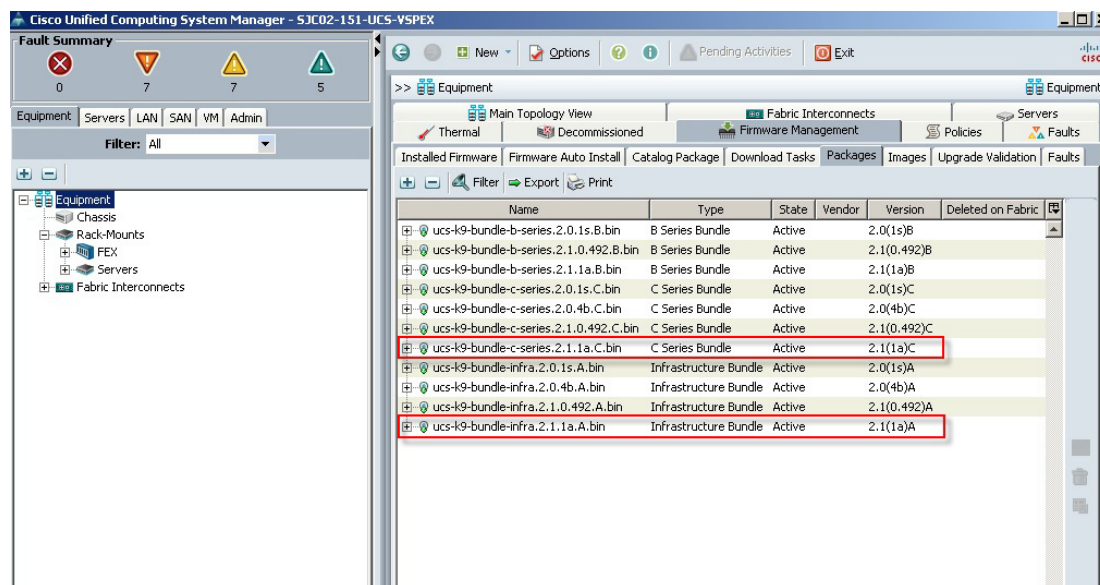 Cisco Unified Computing System Manager - SJC02-151-UCS-VSPEX
Fault Summary
0 7 7 5
Equipment Servers LAN SAN VM Admin
Filter: All
Equipment
Chassis
Rack-Mounts
FEX
Servers
Fabric Interconnects
New Options Pending Activities Exit
cisc
>> Equipment Equipment
Main Topology View Fabric Interconnects Servers
Thermal Decommissioned Firmware Management Policies Faults
Installed Firmware Firmware Auto Install Catalog Package Download Tasks Packages Images Upgrade Validation Faults
Filter Export Print
Name Type State Vendor Version Deleted on Fabric
ucs-k9-bundle-b-series.2.0.1s.B.bin B Series Bundle Active 2.0(1s)B
ucs-k9-bundle-b-series.2.1.0.492.B.bin B Series Bundle Active 2.1(0.492)B
ucs-k9-bundle-b-series.2.1.1a.B.bin B Series Bundle Active 2.1(1a)B
ucs-k9-bundle-c-series.2.0.1s.C.bin C Series Bundle Active 2.0(1s)C
ucs-k9-bundle-c-series.2.0.4b.C.bin C Series Bundle Active 2.0(4b)C
ucs-k9-bundle-c-series.2.1.0.492.C.bin C Series Bundle Active 2.1(0.492)C
ucs-k9-bundle-c-series.2.1.1a.C.bin C Series Bundle Active 2.1(1a)C
ucs-k9-bundle-infra.2.0.1s.A.bin Infrastructure Bundle Active 2.0(1s)A
ucs-k9-bundle-infra.2.0.4b.A.bin Infrastructure Bundle Active 2.0(4b)A
ucs-k9-bundle-infra.2.1.0.492.A.bin Infrastructure Bundle Active 2.1(0.492)A
ucs-k9-bundle-infra.2.1.1a.A.bin Infrastructure Bundle Active 2.1(1a)A